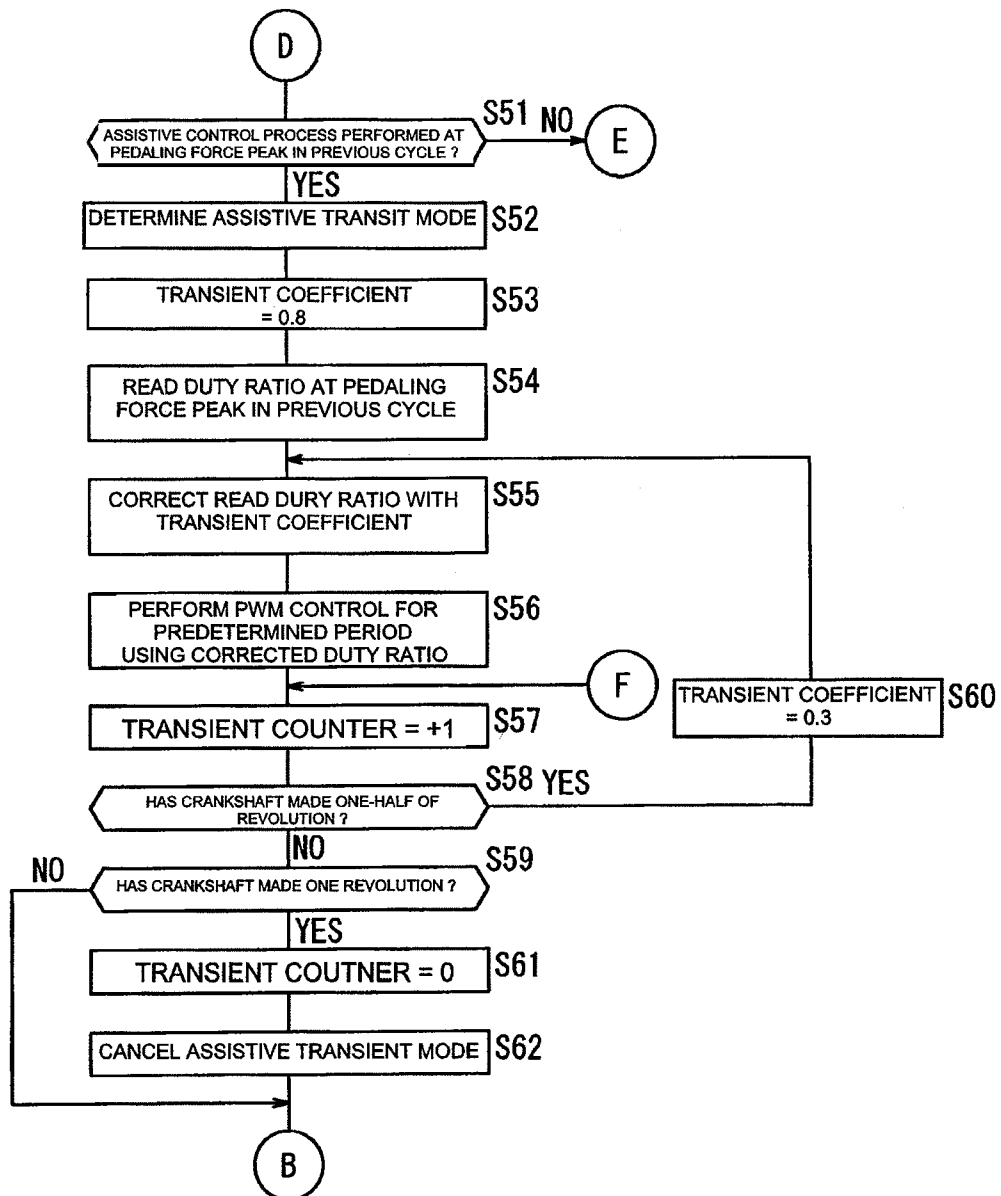 D
S51 NO
ASSISTIVE CONTROL PROCESS PERFORMED AT
PEDALING FORCE PEAK IN PREVIOUS CYCLE ?
E
YES
DETERMINE ASSISTIVE TRANSIT MODE
S52
TRANSIENT COEFFICIENT
= 0.8
S53
READ DUTY RATIO AT PEDALING
FORCE PEAK IN PREVIOUS CYCLE
S54
CORRECT READ DURY RATIO WITH
TRANSIENT COEFFICIENT
S55
PERFORM PWM CONTROL FOR
PREDETERMINED PERIOD
USING CORRECTED DUTY RATIO
S56
F
TRANSIENT COEFFICIENT
= 0.3
S60
TRANSIENT COUNTER = +1
S57
S58 YES
HAS CRANKSHAFT MADE ONE-HALF OF
REVOLUTION ?
NO
S59
NO
HAS CRANKSHAFT MADE ONE REVOLUTION ?
YES
TRANSIENT COUTNER = 0
S61
CANCEL ASSISTIVE TRANSIENT MODE
S62
B